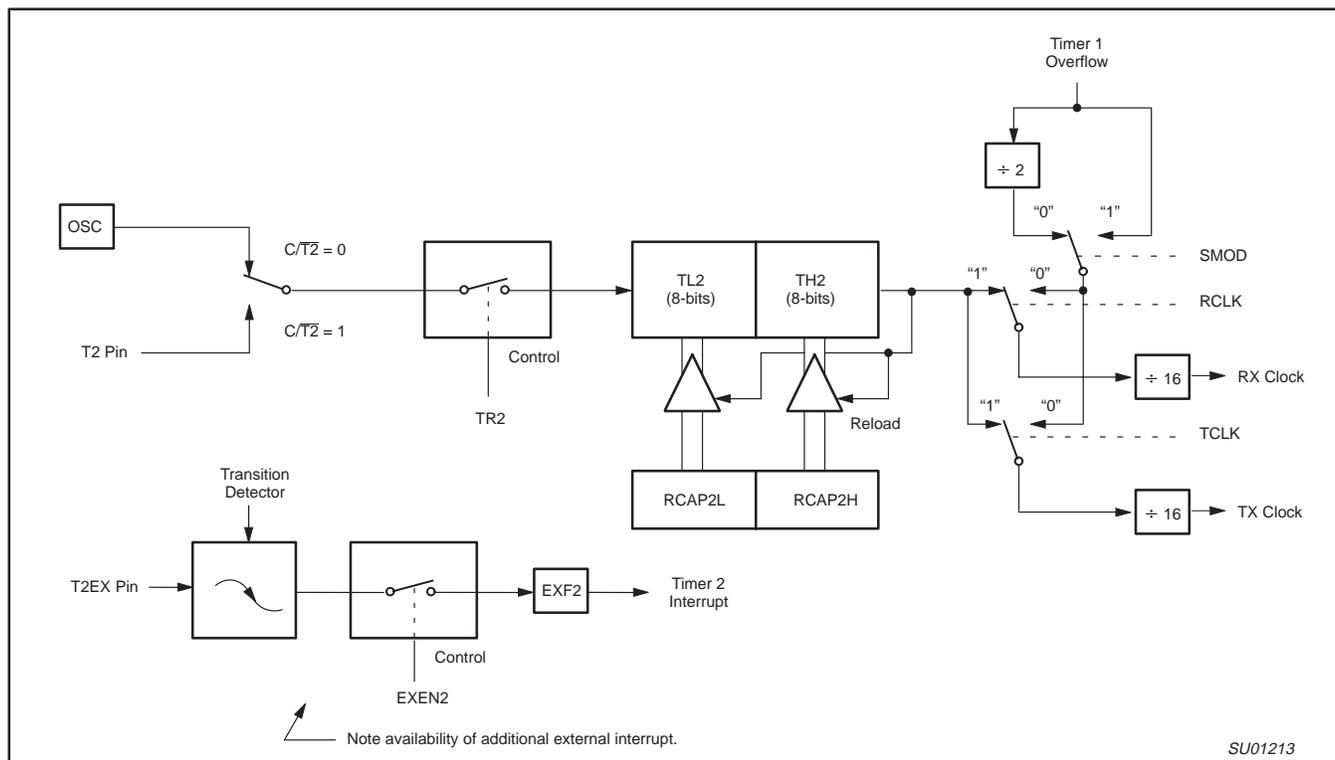 Timer 1
Overflow
÷ 2
“0”
“1”
OSC
C/T2 = 0
SMOD
TL2
(8-bits)
TH2
(8-bits)
“1”
“0”
RCLK
C/T2 = 1
T2 Pin
Control
÷ 16
RX Clock
TR2
Reload
“1”
“0”
TCLK
Transition
Detector
RCAP2L
RCAP2H
÷ 16
TX Clock
T2EX Pin
EXF2
Timer 2
Interrupt
Control
EXEN2
Note availability of additional external interrupt.
SU01213